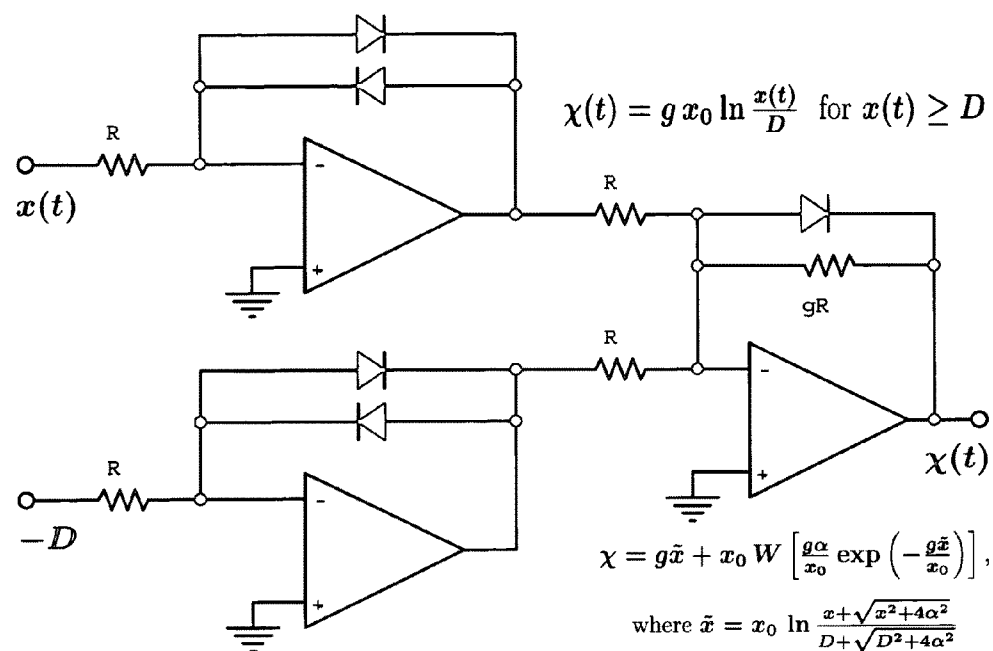 χ(t) = g x₀ ln x(t)/D for x(t) ≥ D
R
-
x(t)
+
R
gR
R
-
R
-
+
χ(t)
-D
+
χ = gx̃ + x₀ W [gα/x₀ exp (-gx̃/x₀)],
where x̃ = x₀ ln (x+√(x²+4α²))/(D+√(D²+4α²))